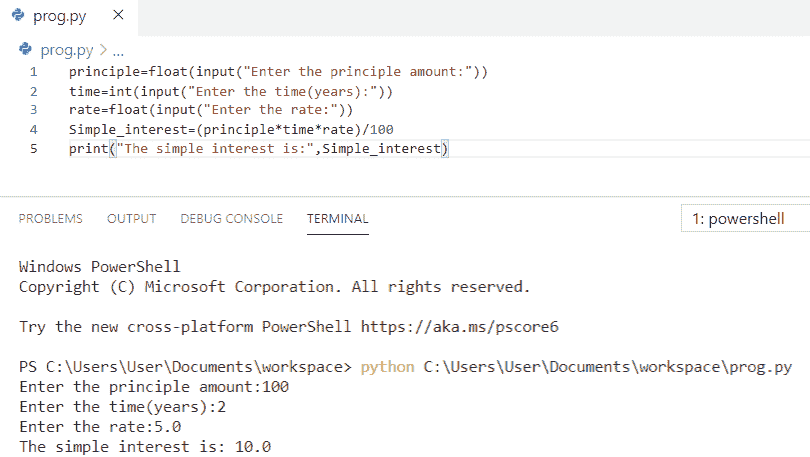 prog.py ×
prog.py > ...
1 principle=float(input("Enter the principle amount:"))
2 time=int(input("Enter the time(years):"))
3 rate=float(input("Enter the rate:"))
4 Simple_interest=(principle*time*rate)/100
5 print("The simple interest is:",Simple_interest)
PROBLEMS OUTPUT DEBUG CONSOLE TERMINAL 1: powershell
Windows PowerShell
Copyright (C) Microsoft Corporation. All rights reserved.
Try the new cross-platform PowerShell https://aka.ms/pscore6
PS C:\Users\User\Documents\workspace> python C:\Users\User\Documents\workspace\prog.py
Enter the principle amount:100
Enter the time(years):2
Enter the rate:5.0
The simple interest is: 10.0